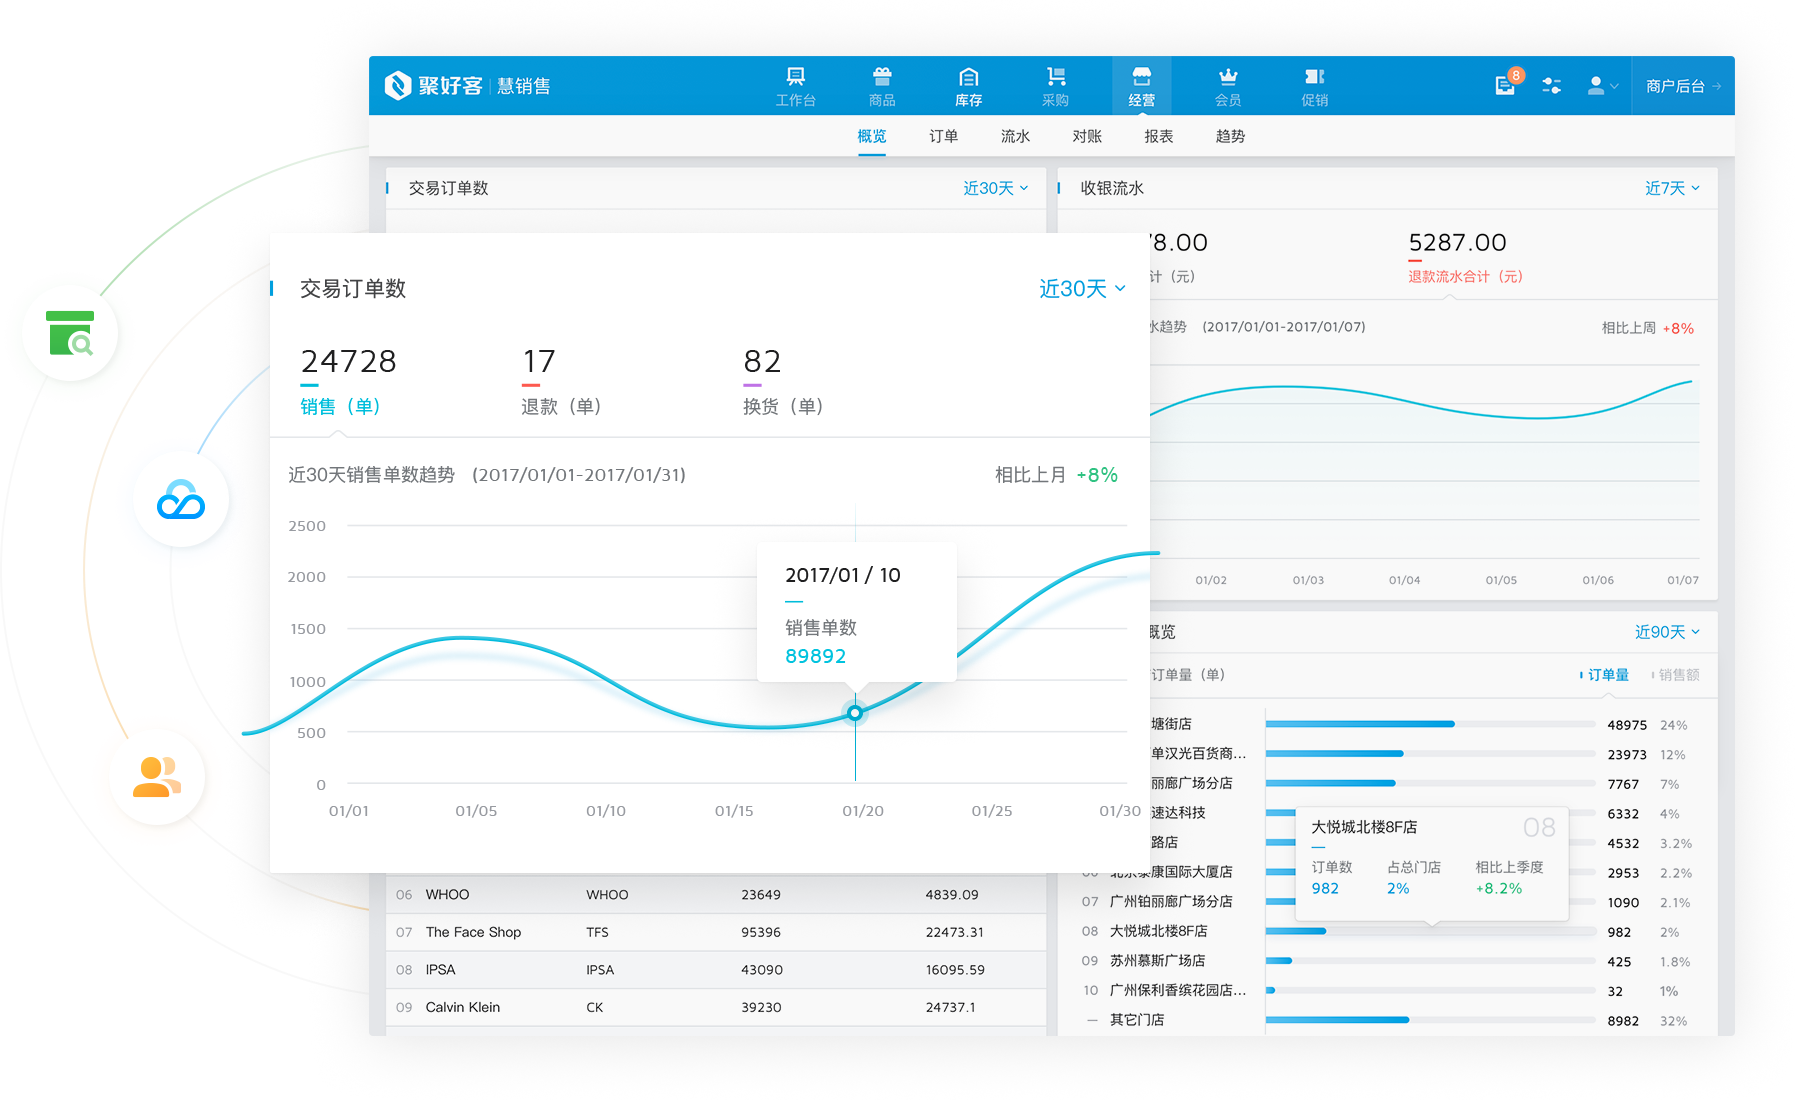 聚好客 慧销售
工作台 商品 库存 采购 经营 会员 促销
8
商户后台
概览 订单 流水 对账 报表 趋势
交易订单数 近30天
收银流水 近7天
78.00
计（元）
5287.00
退款流水合计（元）
水趋势 (2017/01/01-2017/01/07) 相比上周 +8%
01/02 01/03 01/04 01/05 01/06 01/07
交易订单数 近30天
24728 17 82
销售（单） 退款（单） 换货（单）
近30天销售单数趋势 (2017/01/01-2017/01/31) 相比上月 +8%
2500
2000
1500
1000
500
0
01/01 01/05 01/10 01/15 01/20 01/25 01/30
2017/01 / 10
销售单数
89892
概览 近90天
订单量（单） 订单量 销售额
塘街店 48975 24%
单汉光百货商... 23973 12%
丽廊广场分店 7767 7%
速达科技 6332 4%
路店 4532 3.2%
康国际大厦店 2953 2.2%
07 广州铂丽廊广场分店 1090 2.1%
08 大悦城北楼8F店 982 2%
09 苏州慕斯广场店 425 1.8%
10 广州保利香缤花园店... 32 1%
— 其它门店 8982 32%
大悦城北楼8F店 08
订单数 占总门店 相比上季度
982 2% +8.2%
06 WHOO WHOO 23649 4839.09
07 The Face Shop TFS 95396 22473.31
08 IPSA IPSA 43090 16095.59
09 Calvin Klein CK 39230 24737.1